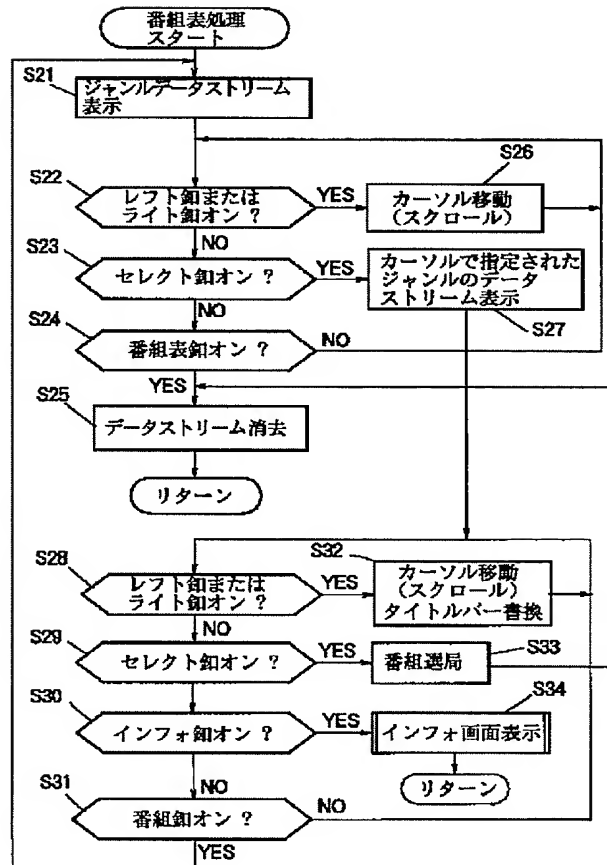 番組表処理
スタート
S21
ジャンルデータストリーム
表示
S22
レフト釦または
ライト釦オン ?
YES
S26
カーソル移動
(スクロール)
NO
S23
セレクト釦オン ?
YES
カーソルで指定された
ジャンルのデータ
ストリーム表示
S27
NO
S24
番組表釦オン ?
NO
YES
S25
データストリーム消去
リターン
S28
レフト釦または
ライト釦オン ?
YES
S32
カーソル移動
(スクロール)
タイトルバー書換
NO
S29
セレクト釦オン ?
YES
番組選局
S33
S30
インフォ釦オン ?
YES
インフォ画面表示
S34
リターン
NO
S31
番組釦オン ?
NO
YES